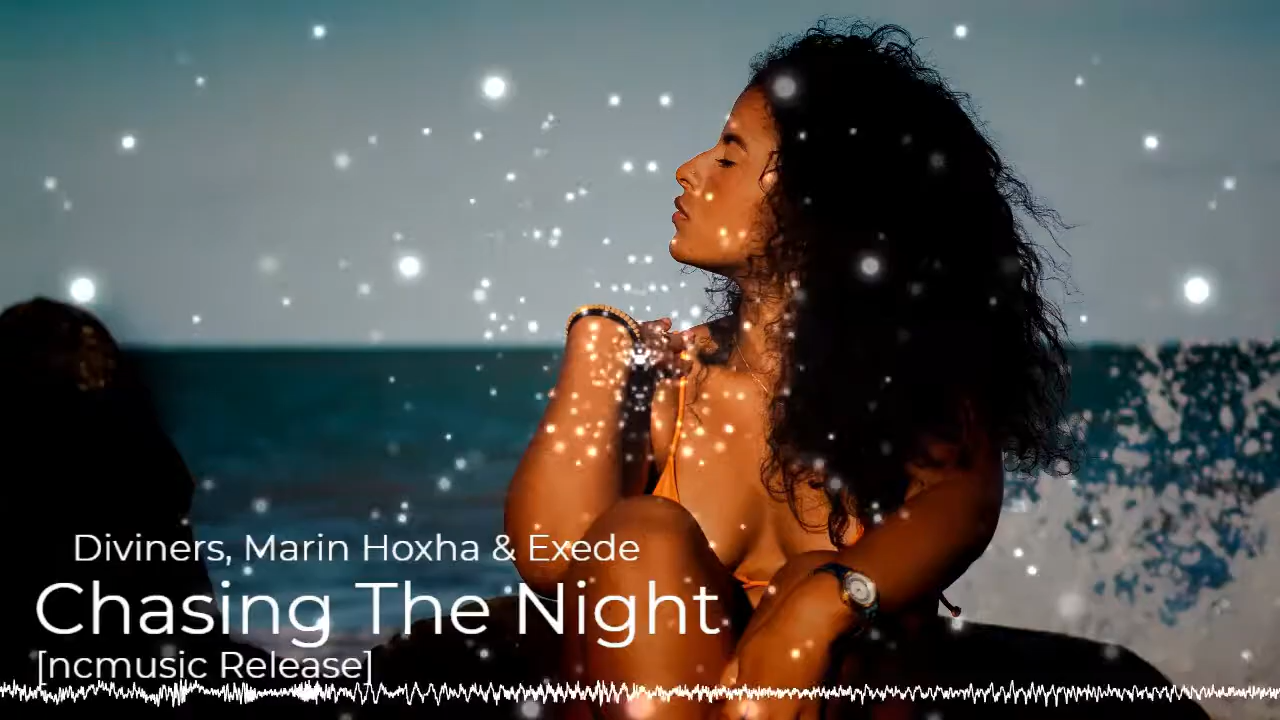 Diviners, Marin Hoxha & Exede
Chasing The Night
[ncmusic Release]